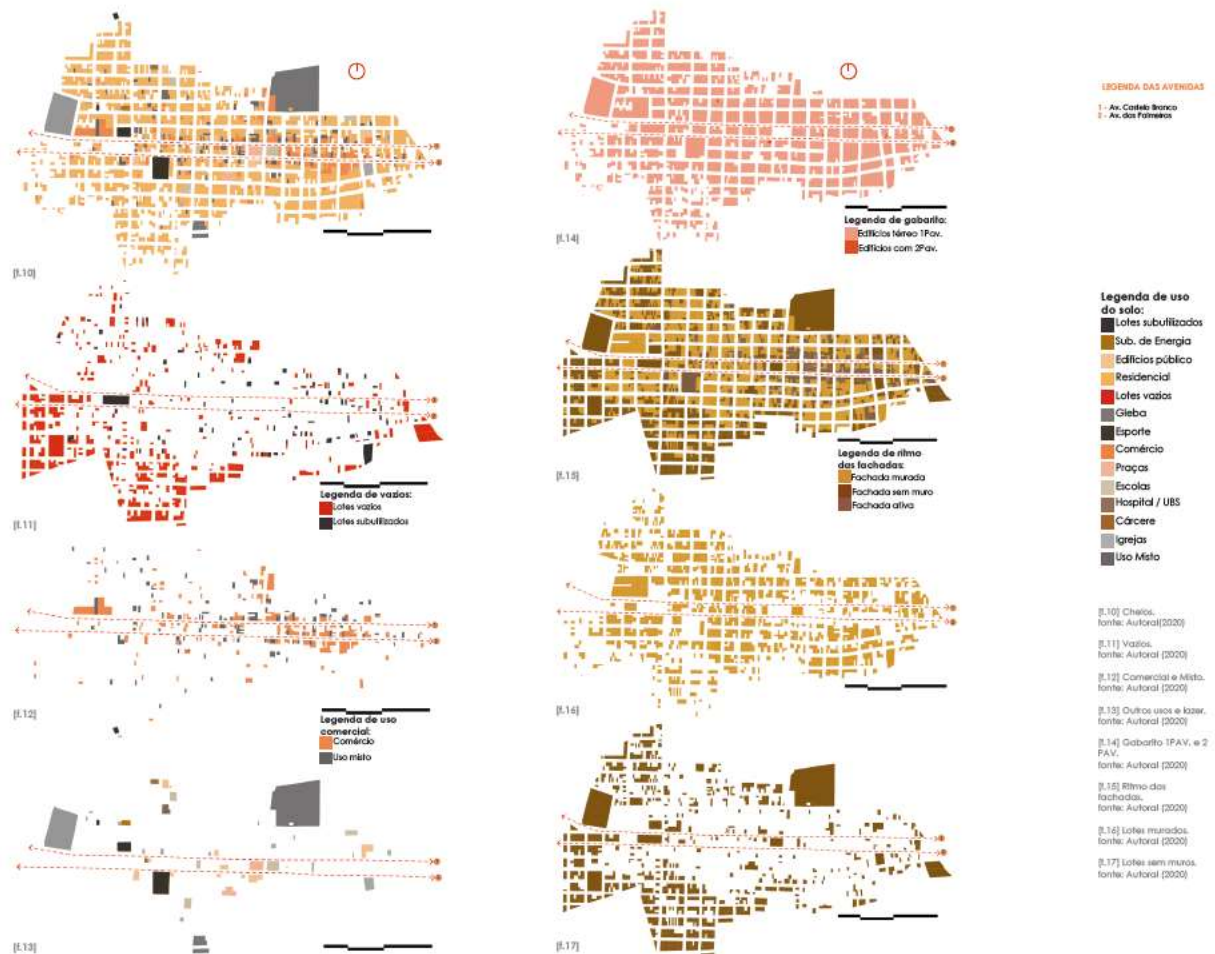 LEGENDA DAS AVENIDAS
1 - Av. Castelo Branco
2 - Av. das Palmeiras
[f.10]
[f.14]
Legenda de gabarito:
Edifícios térreo 1Pav.
Edifícios com 2Pav.
[f.11]
Legenda de vazios:
Lotes vazios
Lotes subutilizados
[f.15]
Legenda de ritmo
das fachadas:
Fachada murada
Fachada sem muro
Fachada ativa
[f.12]
Legenda de uso
comercial:
Comércio
Uso misto
[f.16]
[f.13]
[f.17]
Legenda de uso
do solo:
Lotes subutilizados
Sub. de Energia
Edifícios público
Residencial
Lotes vazios
Gleba
Esporte
Comércio
Praças
Escolas
Hospital / UBS
Cárcere
Igrejas
Uso Misto
[f.10] Cheios.
fonte: Autoral(2020)
[f.11] Vazios.
fonte: Autoral (2020)
[f.12] Comercial e Misto.
fonte: Autoral (2020)
[f.13] Outros usos e lazer.
fonte: Autoral (2020)
[f.14] Gabarito 1PAV. e 2
PAV.
fonte: Autoral (2020)
[f.15] Ritmo das
fachadas.
fonte: Autoral (2020)
[f.16] Lotes murados.
fonte: Autoral (2020)
[f.17] Lotes sem muros.
fonte: Autoral (2020)